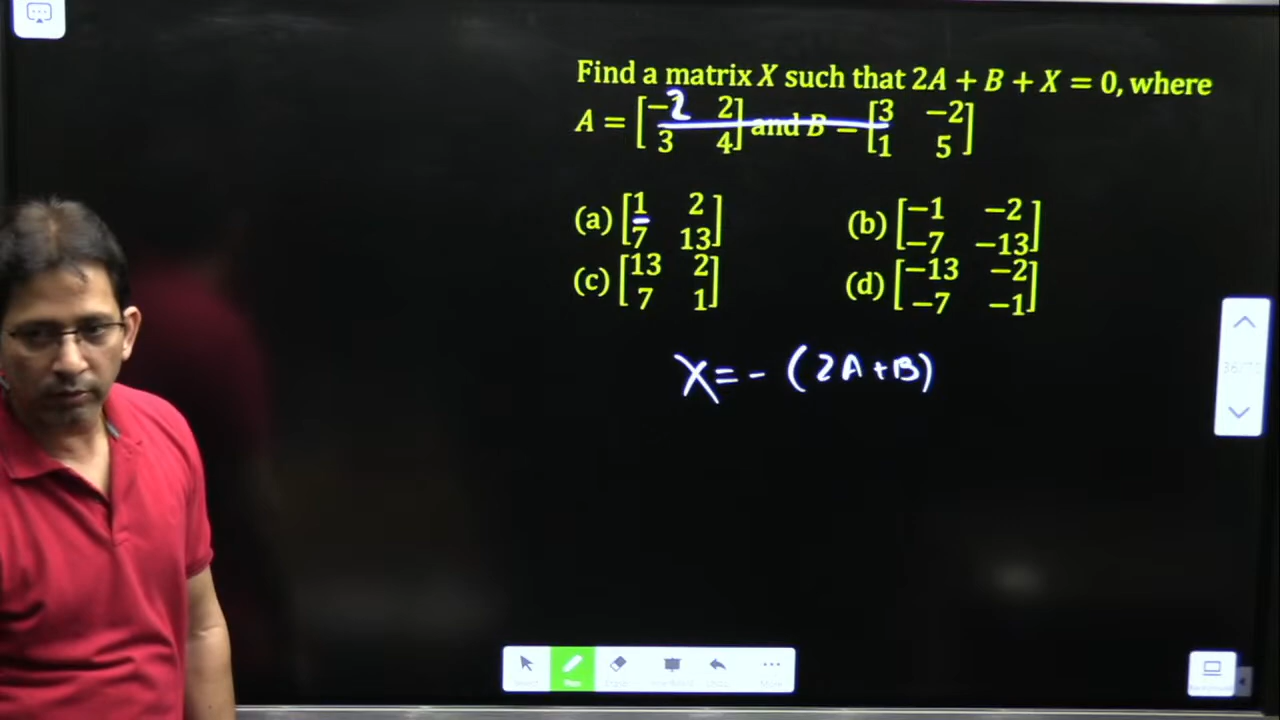 Find a matrix X such that 2A + B + X = 0, where
A = [−2 2] and B = [3 −2]
[3 4] [1 5]
(a) [1 2] (b) [−1 −2]
[7 13] [−7 −13]
(c) [13 2] (d) [−13 −2]
[7 1] [−7 −1]
X = − (2A + B)